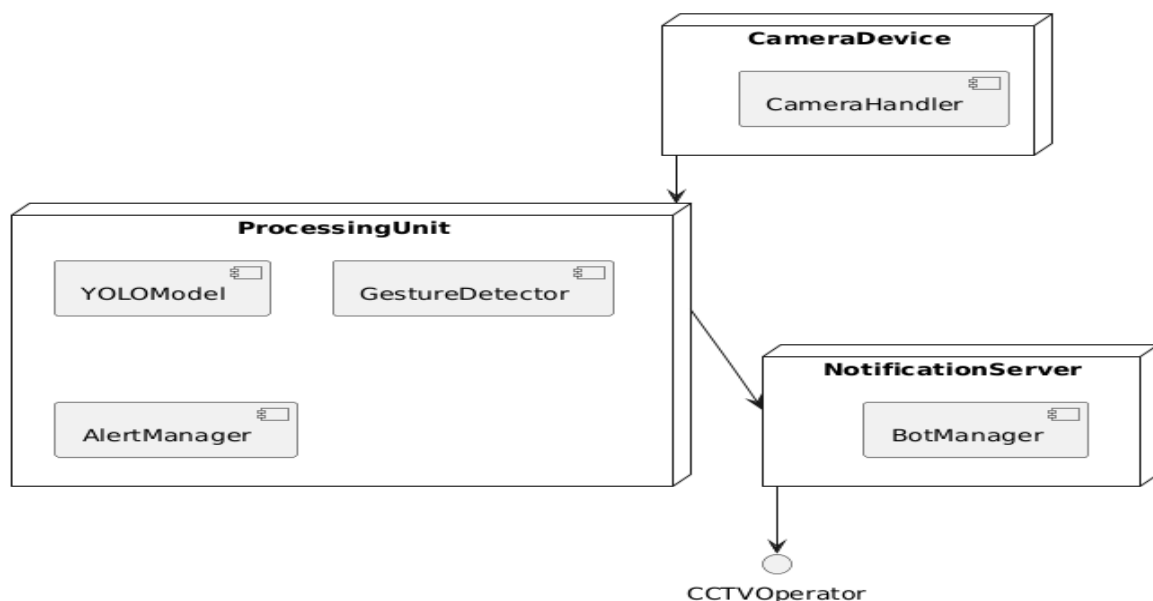 CameraDevice
CameraHandler
ProcessingUnit
YOLOModel
GestureDetector
AlertManager
NotificationServer
BotManager
CCTVOperator